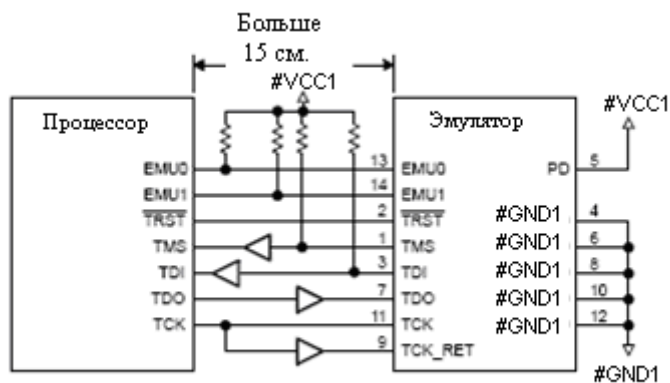 Больше
15 см.
#VCC1
#VCC1
Процессор
Эмулятор
EMU0 13 EMU0 PD 5
EMU1 14 EMU1
TRST 2 TRST #GND1 4
TMS 1 TMS #GND1 6
TDI 3 TDI #GND1 8
TDO 7 TDO #GND1 10
TCK 11 TCK #GND1 12
9 TCK_RET
#GND1